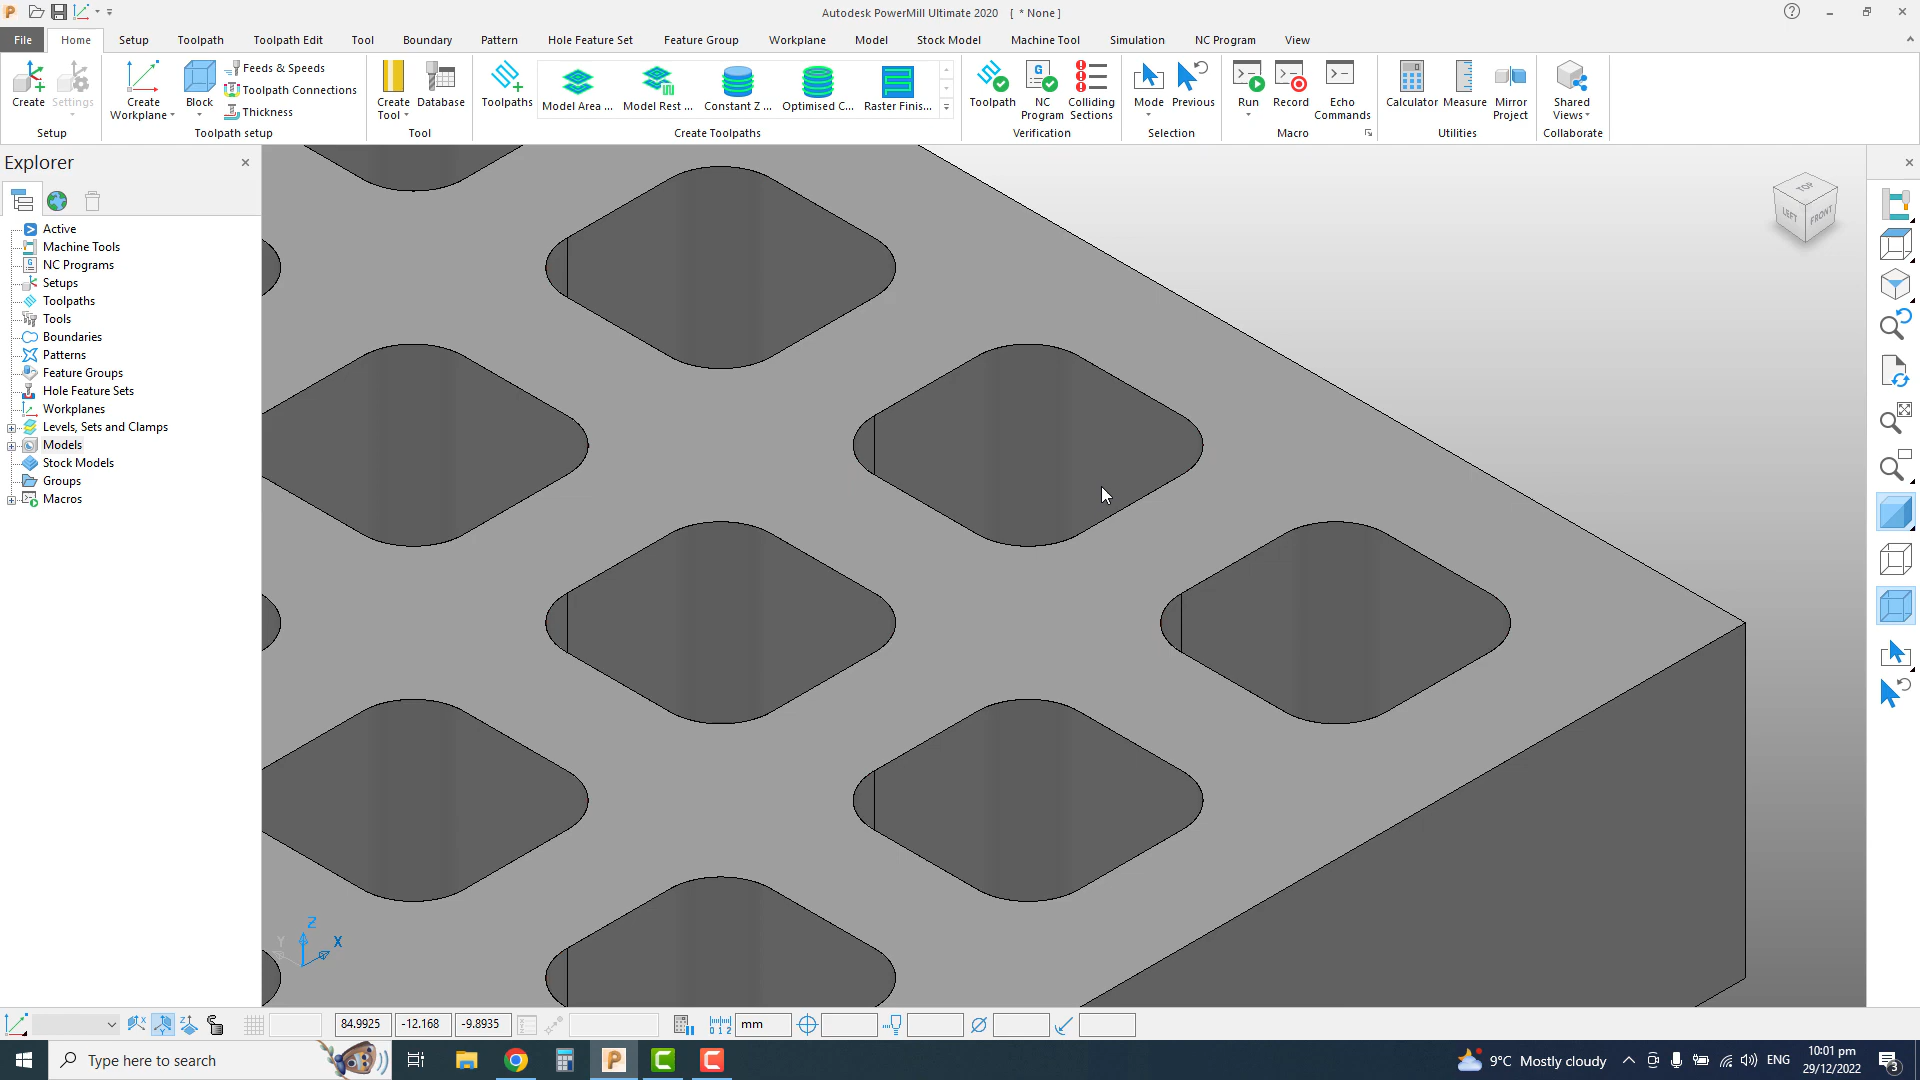 Autodesk PowerMill Ultimate 2020 [ * None ]
File Home Setup Toolpath Toolpath Edit Tool Boundary Pattern Hole Feature Set Feature Group Workplane Model Stock Model Machine Tool Simulation NC Program View
Create
Settings
Setup
Create Workplane
Block
Feeds & Speeds
Toolpath Connections
Thickness
Toolpath setup
Create Tool
Database
Tool
Toolpaths
Model Area ...
Model Rest ...
Constant Z ...
Optimised C...
Raster Finis...
Create Toolpaths
Toolpath
NC Program
Colliding Sections
Verification
Mode
Previous
Selection
Run
Record
Echo Commands
Macro
Calculator
Measure
Mirror Project
Utilities
Shared Views
Collaborate
Explorer
Active
Machine Tools
NC Programs
Setups
Toolpaths
Tools
Boundaries
Patterns
Feature Groups
Hole Feature Sets
Workplanes
Levels, Sets and Clamps
Models
Stock Models
Groups
Macros
TOP
LEFT
FRONT
Z
Y
X
84.9925 -12.168 -9.8935 mm
Type here to search
9°C Mostly cloudy
ENG
10:01 pm
29/12/2022
3